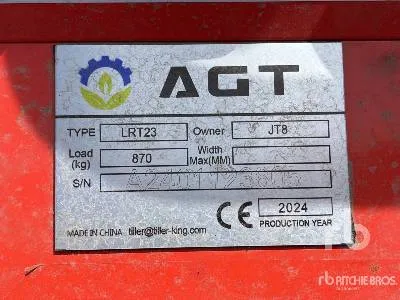 AGT
TYPE LRT23 Owner JT8
Load (kg) 870 Width Max(MM)
S/N
CE 2024
MADE IN CHINA tiller@tiller-king.com PRODUCTION YEAR
rb
RITCHIE BROS.